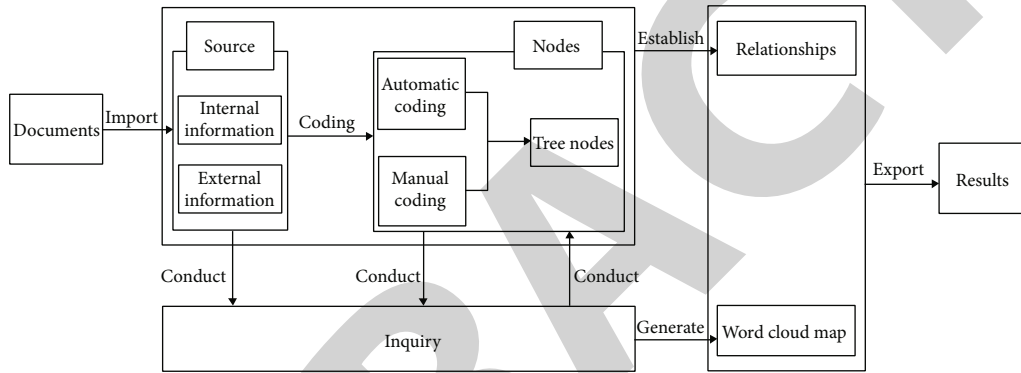 Source
Nodes
Establish
Relationships
Automatic
coding
Documents
Import
Internal
information
Coding
Tree nodes
External
information
Manual
coding
Export
Results
Conduct
Conduct
Conduct
Inquiry
Generate
Word cloud map